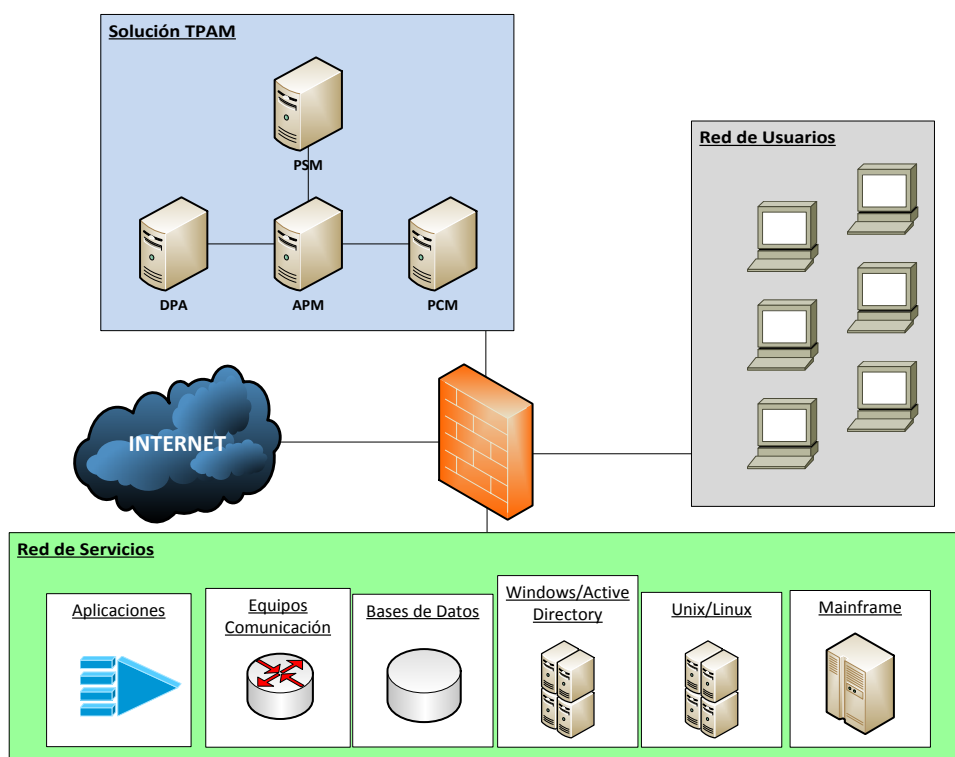 Solución TPAM
PSM
DPA
APM
PCM
Red de Usuarios
INTERNET
Red de Servicios
Aplicaciones
Equipos
Comunicación
Bases de Datos
Windows/Active
Directory
Unix/Linux
Mainframe